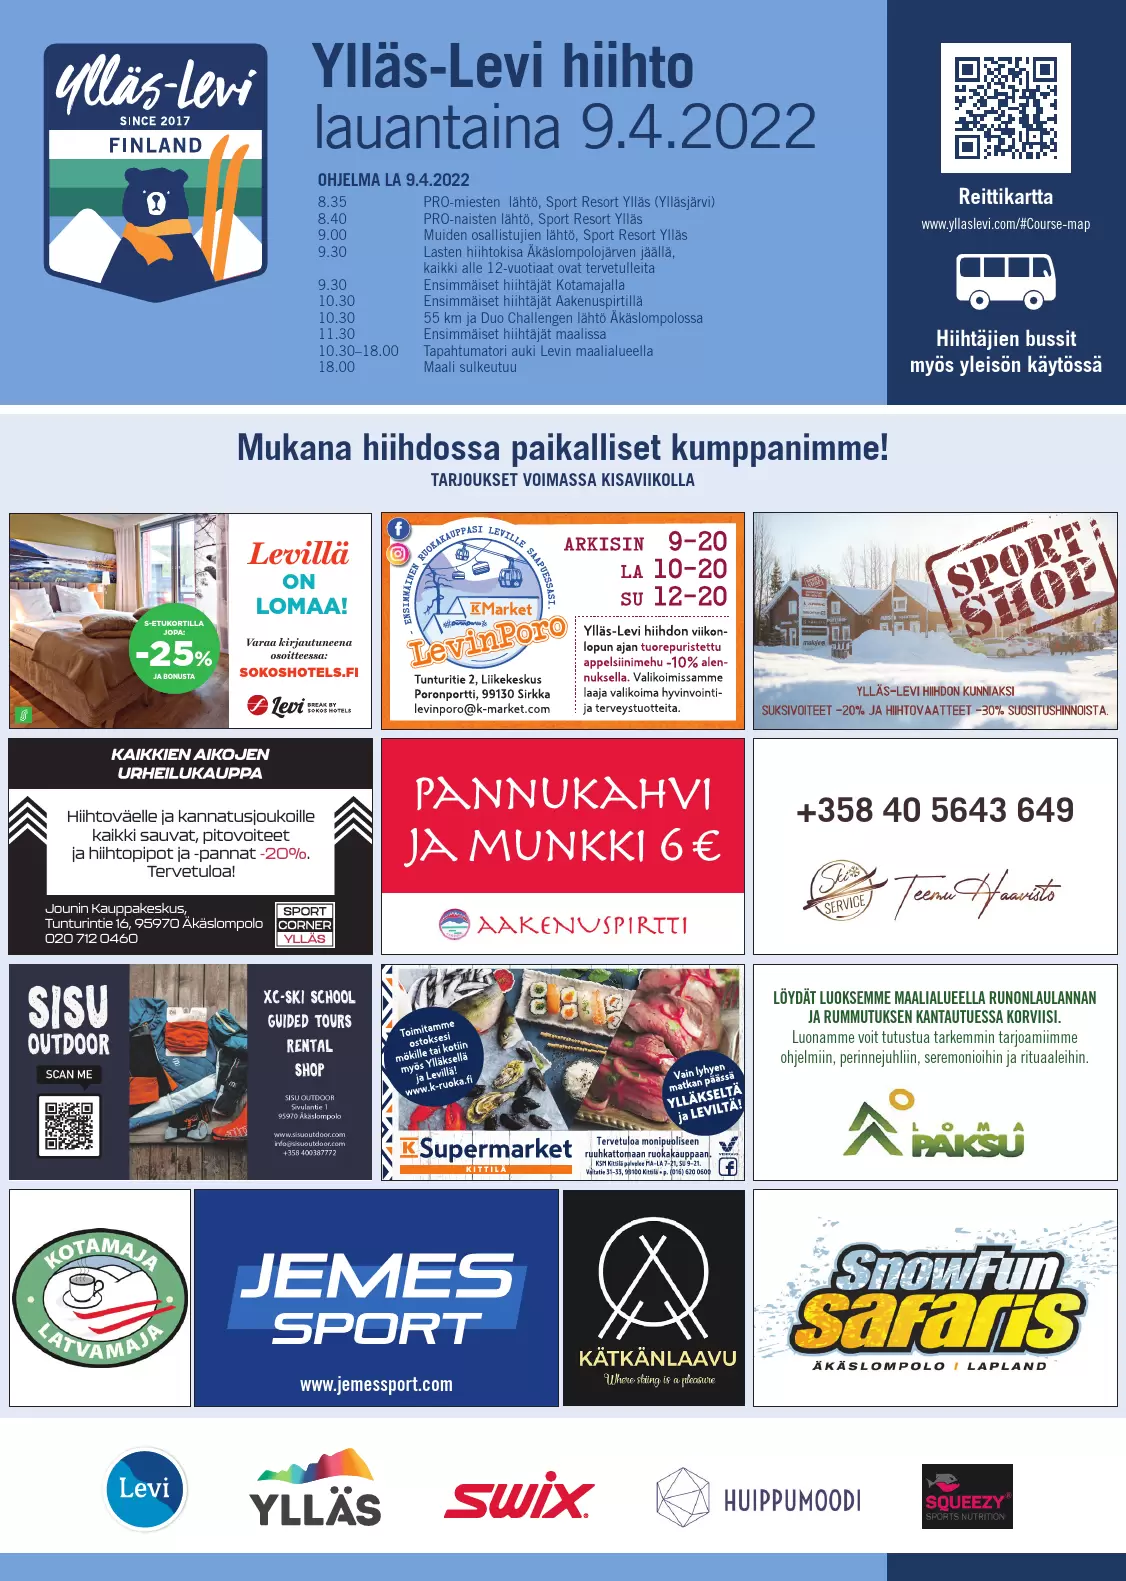 Ylläs-Levi
SINCE 2017
FINLAND
Ylläs-Levi hiihto
lauantaina 9.4.2022
OHJELMA LA 9.4.2022
8.35 PRO-miesten lähtö, Sport Resort Ylläs (Ylläsjärvi)
8.40 PRO-naisten lähtö, Sport Resort Ylläs
9.00 Muiden osallistujien lähtö, Sport Resort Ylläs
9.30 Lasten hiihtokisa Äkäslompolojärven jäällä,
kaikki alle 12-vuotiaat ovat tervetulleita
9.30 Ensimmäiset hiihtäjät Kotamajalla
10.30 Ensimmäiset hiihtäjät Aakenuspirtillä
10.30 55 km ja Duo Challengen lähtö Äkäslompolossa
11.30 Ensimmäiset hiihtäjät maalissa
10.30–18.00 Tapahtumatori auki Levin maalialueella
18.00 Maali sulkeutuu
Reittikartta
www.yllaslevi.com/#Course-map
Hiihtäjien bussit
myös yleisön käytössä
Mukana hiihdossa paikalliset kumppanimme!
TARJOUKSET VOIMASSA KISAVIIKOLLA
S-ETUKORTILLA
JOPA:
-25%
JA BONUSTA
Levillä
ON
LOMAA!
Varaa kirjautuneena
osoitteessa:
SOKOSHOTELS.FI
Levi BREAK BY
SOKOS HOTELS
ENSIMMÄINEN RUOKAKAUPPASI LEVILLE SAAPUESSASI.
K Market
LevinPoro
Tunturitie 2, Liikekeskus
Poronportti, 99130 Sirkka
levinporo@k-market.com
ARKISIN 9-20
LA 10-20
SU 12-20
Ylläs-Levi hiihdon viikon-
lopun ajan tuorepuristettu
appelsiinimehu -10% alen-
nuksella. Valikoimissamme
laaja valikoima hyvinvointi-
ja terveystuotteita.
SPORT
SHOP
YLLÄS-LEVI HIIHDON KUNNIAKSI
SUKSIVOITEET -20% JA HIIHTOVAATTEET -30% SUOSITUSHINNOISTA.
KAIKKIEN AIKOJEN
URHEILUKAUPPA
Hiihtoväelle ja kannatusjoukoille
kaikki sauvat, pitovoiteet
ja hiihtopipot ja -pannat -20%.
Tervetuloa!
Jounin Kauppakeskus,
Tunturintie 16, 95970 Äkäslompolo
020 712 0460
SPORT
CORNER
YLLÄS
PANNUKAHVI
JA MUNKKI 6 €
AAKENUSPIRTTI
+358 40 5643 649
Ski
SERVICE
Teemu Haavisto
SISU
OUTDOOR
SCAN ME
XC-SKI SCHOOL
GUIDED TOURS
RENTAL
SHOP
SISU OUTDOOR
Sivulantie 1
95970 Äkäslompolo
www.sisuoutdoor.com
info@sisuoutdoor.com
+358 400387772
Toimitamme
ostoksesi
mökille tai kotiin
myös Ylläksellä
ja Levillä!
www.k-ruoka.fi
Vain lyhyen
matkan päässä
YLLÄKSELTÄ
ja LEVILTÄ!
K Supermarket
KITTILÄ
Tervetuloa monipuoliseen
ruuhkattomaan ruokakauppaan.
KSM Kittilä palvelee MA-LA 7-21, SU 9-21.
Valtatie 31-33, 99100 Kittilä • p. (016) 620 0600
LÖYDÄT LUOKSEMME MAALIALUEELLA RUNONLAULANNAN
JA RUMMUTUKSEN KANTAUTUESSA KORVIISI.
Luonamme voit tutustua tarkemmin tarjoamiimme
ohjelmiin, perinnejuhliin, seremonioihin ja rituaaleihin.
LOMA
PAKSU
KOTAMAJA
LATVAMAJA
JEMES
SPORT
www.jemessport.com
KÄTKÄNLAAVU
Where skiing is a pleasure
SnowFun
safaris
ÄKÄSLOMPOLO I LAPLAND
Levi
YLLÄS
SWIX
HUIPPUMOODI
SQUEEZY
SPORTS NUTRITION